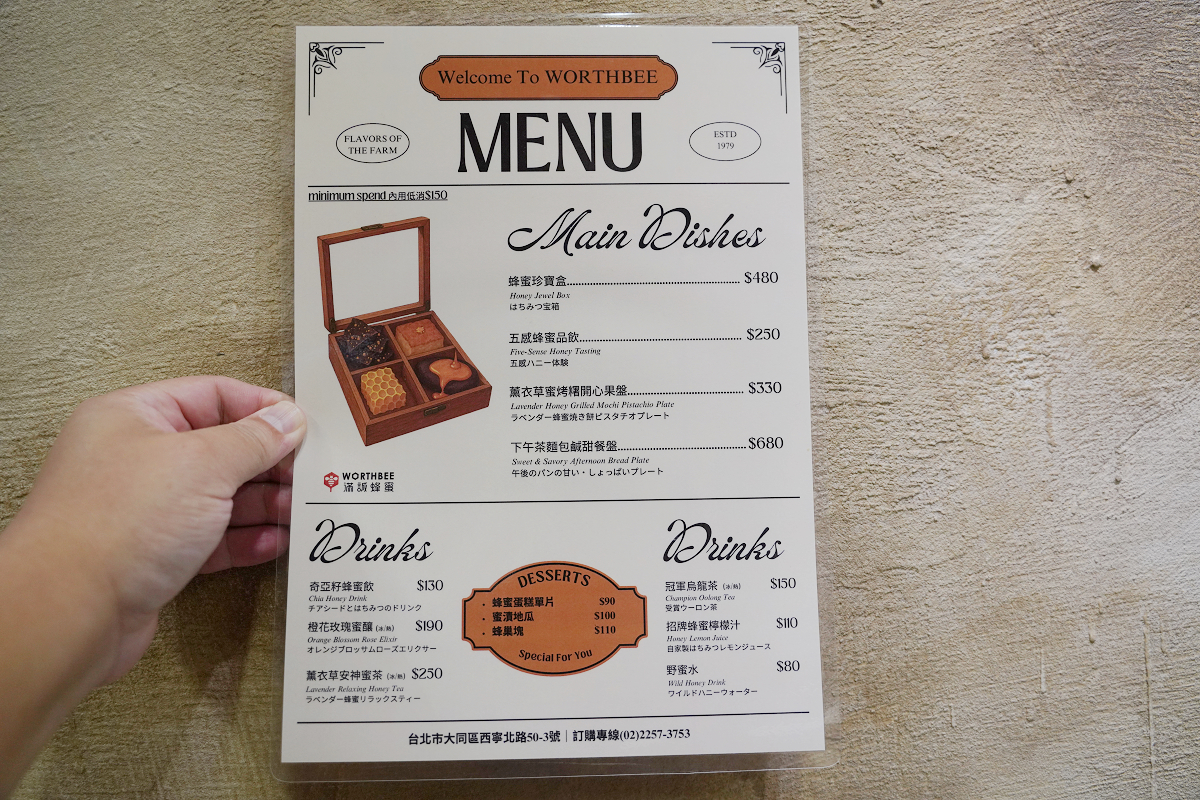 Welcome To WORTHBEE
FLAVORS OF
THE FARM
MENU
ESTD
1979
minimum spend 內用低消$150
Main Dishes
蜂蜜珍寶盒 $480
Honey Jewel Box
はちみつ宝箱
五感蜂蜜品飲 $250
Five-Sense Honey Tasting
五感ハニー体験
薰衣草蜜烤糬開心果盤 $330
Lavender Honey Grilled Mochi Pistachio Plate
ラベンダー蜂蜜焼き餅ピスタチオプレート
下午茶麵包鹹甜餐盤 $680
Sweet & Savory Afternoon Bread Plate
午後のパンの甘い・しょっぱいプレート
WORTHBEE
滿額蜂蜜
Drinks
奇亞籽蜂蜜飲 $130
Chia Honey Drink
チアシードとはちみつのドリンク
橙花玫瑰蜜釀 (冰/熱) $190
Orange Blossom Rose Elixir
オレンジブロッサムローズエリクサー
薰衣草安神蜜茶 (冰/熱) $250
Lavender Relaxing Honey Tea
ラベンダー蜂蜜リラックスティー
DESSERTS
. 蜂蜜蛋糕單片 $90
. 蜜漬地瓜 $100
. 蜂巢塊 $110
Special For You
Drinks
冠軍烏龍茶 (冰/熱) $150
Champion Oolong Tea
受賞ウーロン茶
招牌蜂蜜檸檬汁 $110
Honey Lemon Juice
自家製はちみつレモンジュース
野蜜水 $80
Wild Honey Drink
ワイルドハニーウォーター
台北市大同區西寧北路50-3號｜訂購專線(02)2257-3753